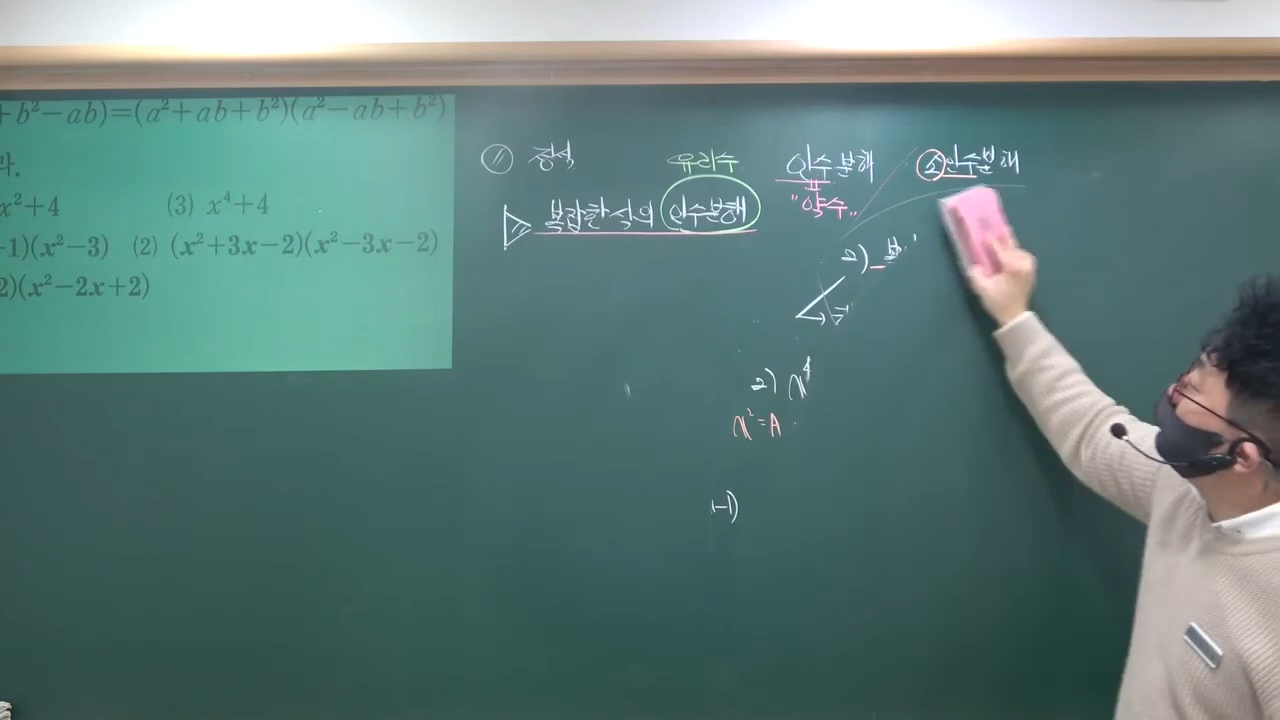 +b²−ab)=(a²+ab+b²)(a²−ab+b²)
라.
x²+4 (3) x⁴+4
−1)(x²−3) (2) (x²+3x−2)(x²−3x−2)
2)(x²−2x+2)
정식 유리수 인수분해 소인수분해
"약수"
복잡한 식의 인수분해
2)
2) x⁴
x²=A
−1)